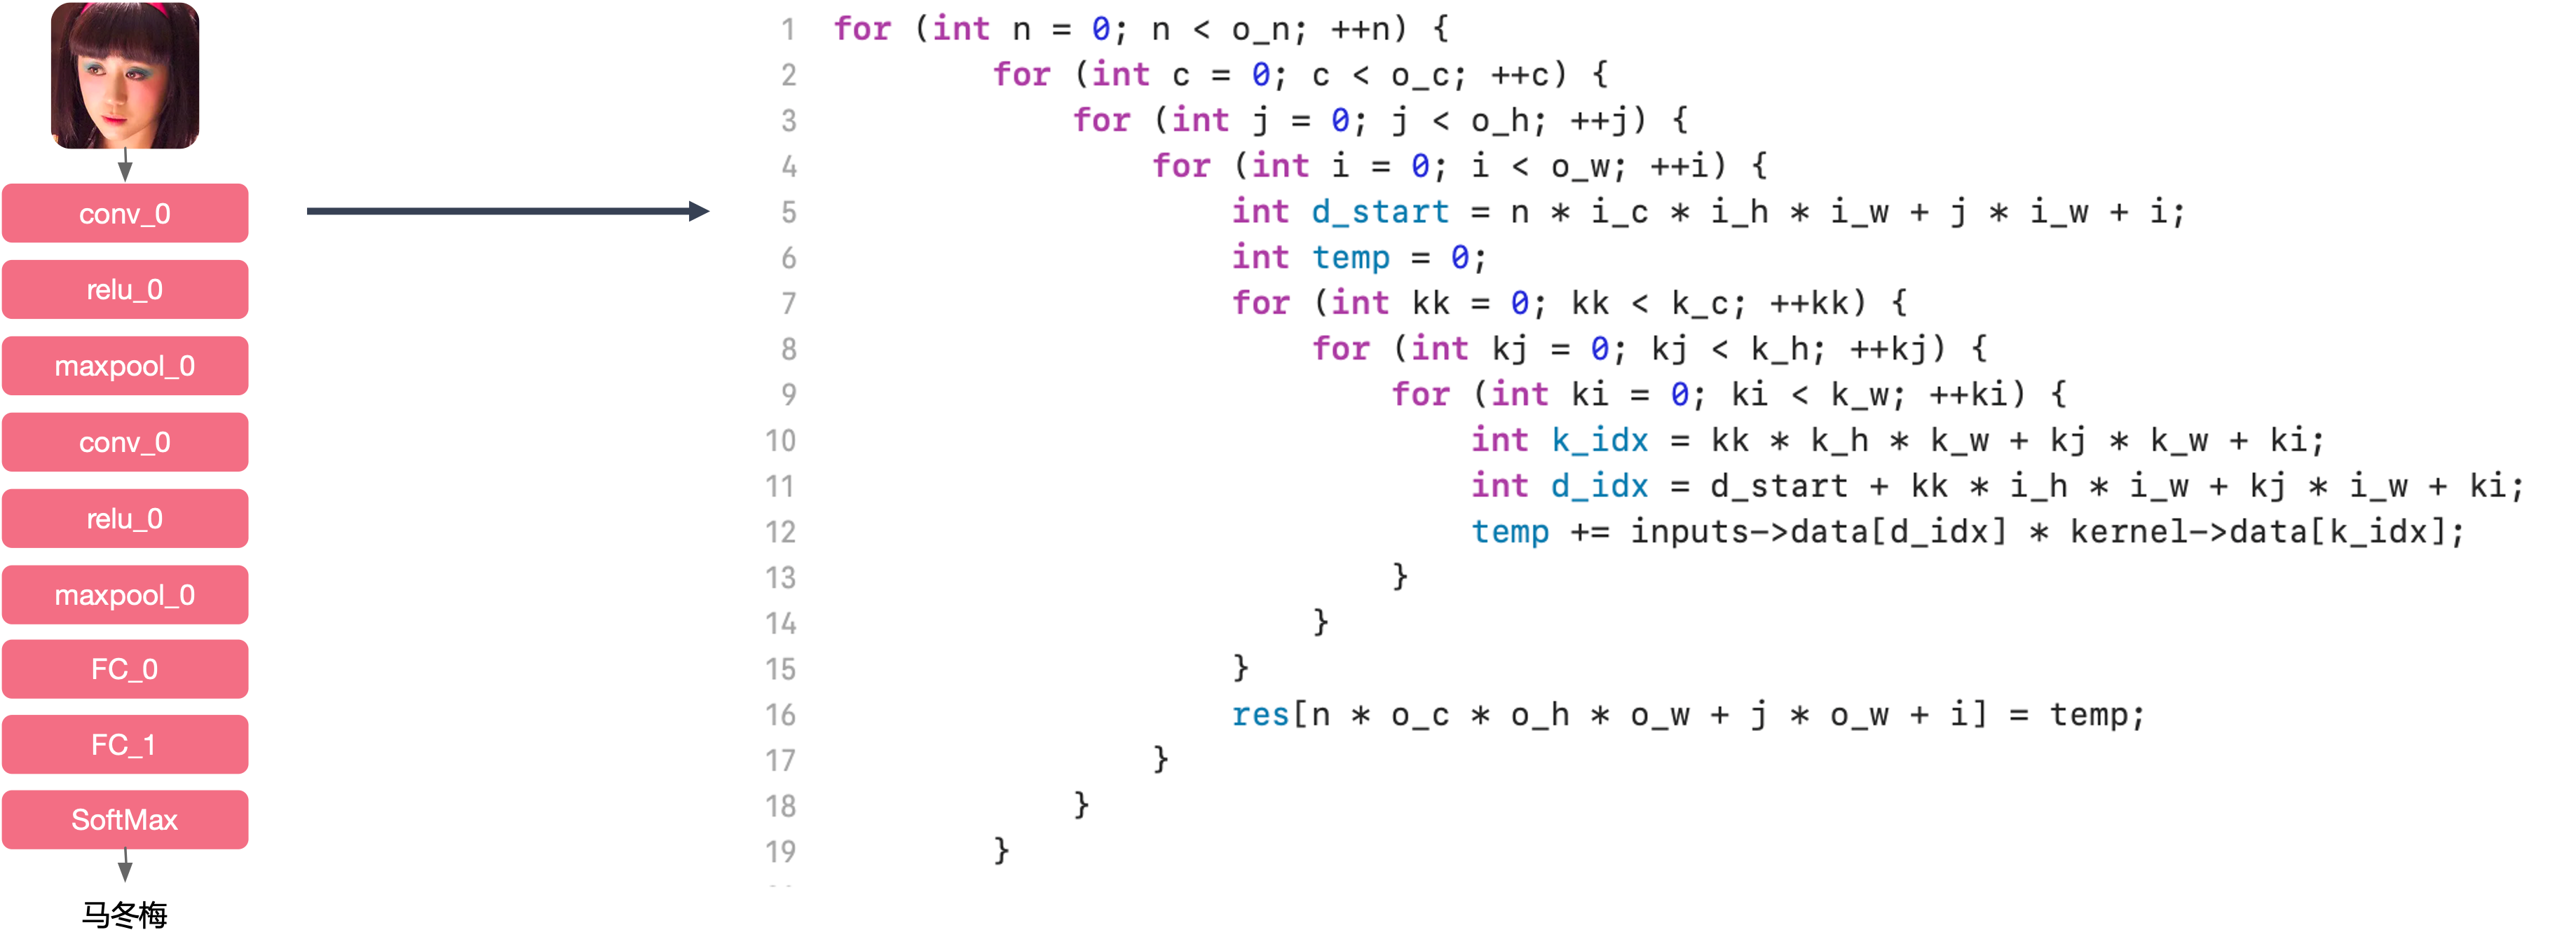 conv_0
relu_0
maxpool_0
conv_0
relu_0
maxpool_0
FC_0
FC_1
SoftMax
马冬梅
1 for (int n = 0; n < o_n; ++n) {
2 for (int c = 0; c < o_c; ++c) {
3 for (int j = 0; j < o_h; ++j) {
4 for (int i = 0; i < o_w; ++i) {
5 int d_start = n * i_c * i_h * i_w + j * i_w + i;
6 int temp = 0;
7 for (int kk = 0; kk < k_c; ++kk) {
8 for (int kj = 0; kj < k_h; ++kj) {
9 for (int ki = 0; ki < k_w; ++ki) {
10 int k_idx = kk * k_h * k_w + kj * k_w + ki;
11 int d_idx = d_start + kk * i_h * i_w + kj * i_w + ki;
12 temp += inputs->data[d_idx] * kernel->data[k_idx];
13 }
14 }
15 }
16 res[n * o_c * o_h * o_w + j * o_w + i] = temp;
17 }
18 }
19 }